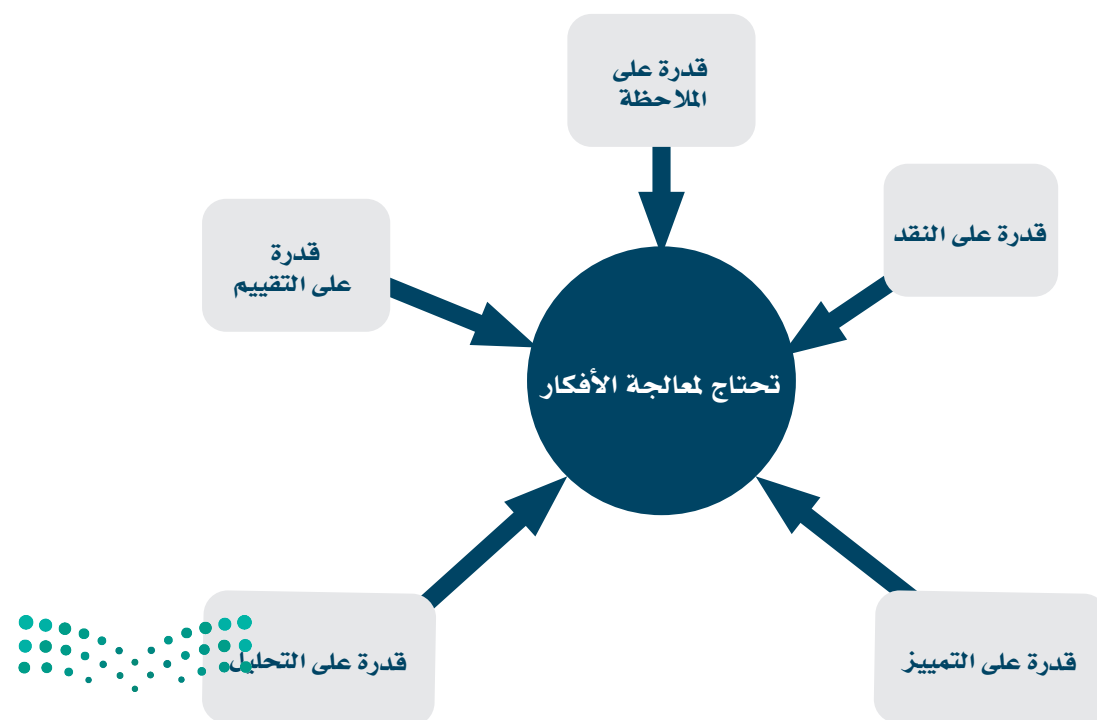 قدرة على
الملاحظة
قدرة على النقد
قدرة
على التقييم
تحتاج لمعالجة الأفكار
قدرة على التمييز
قدرة على التحليل